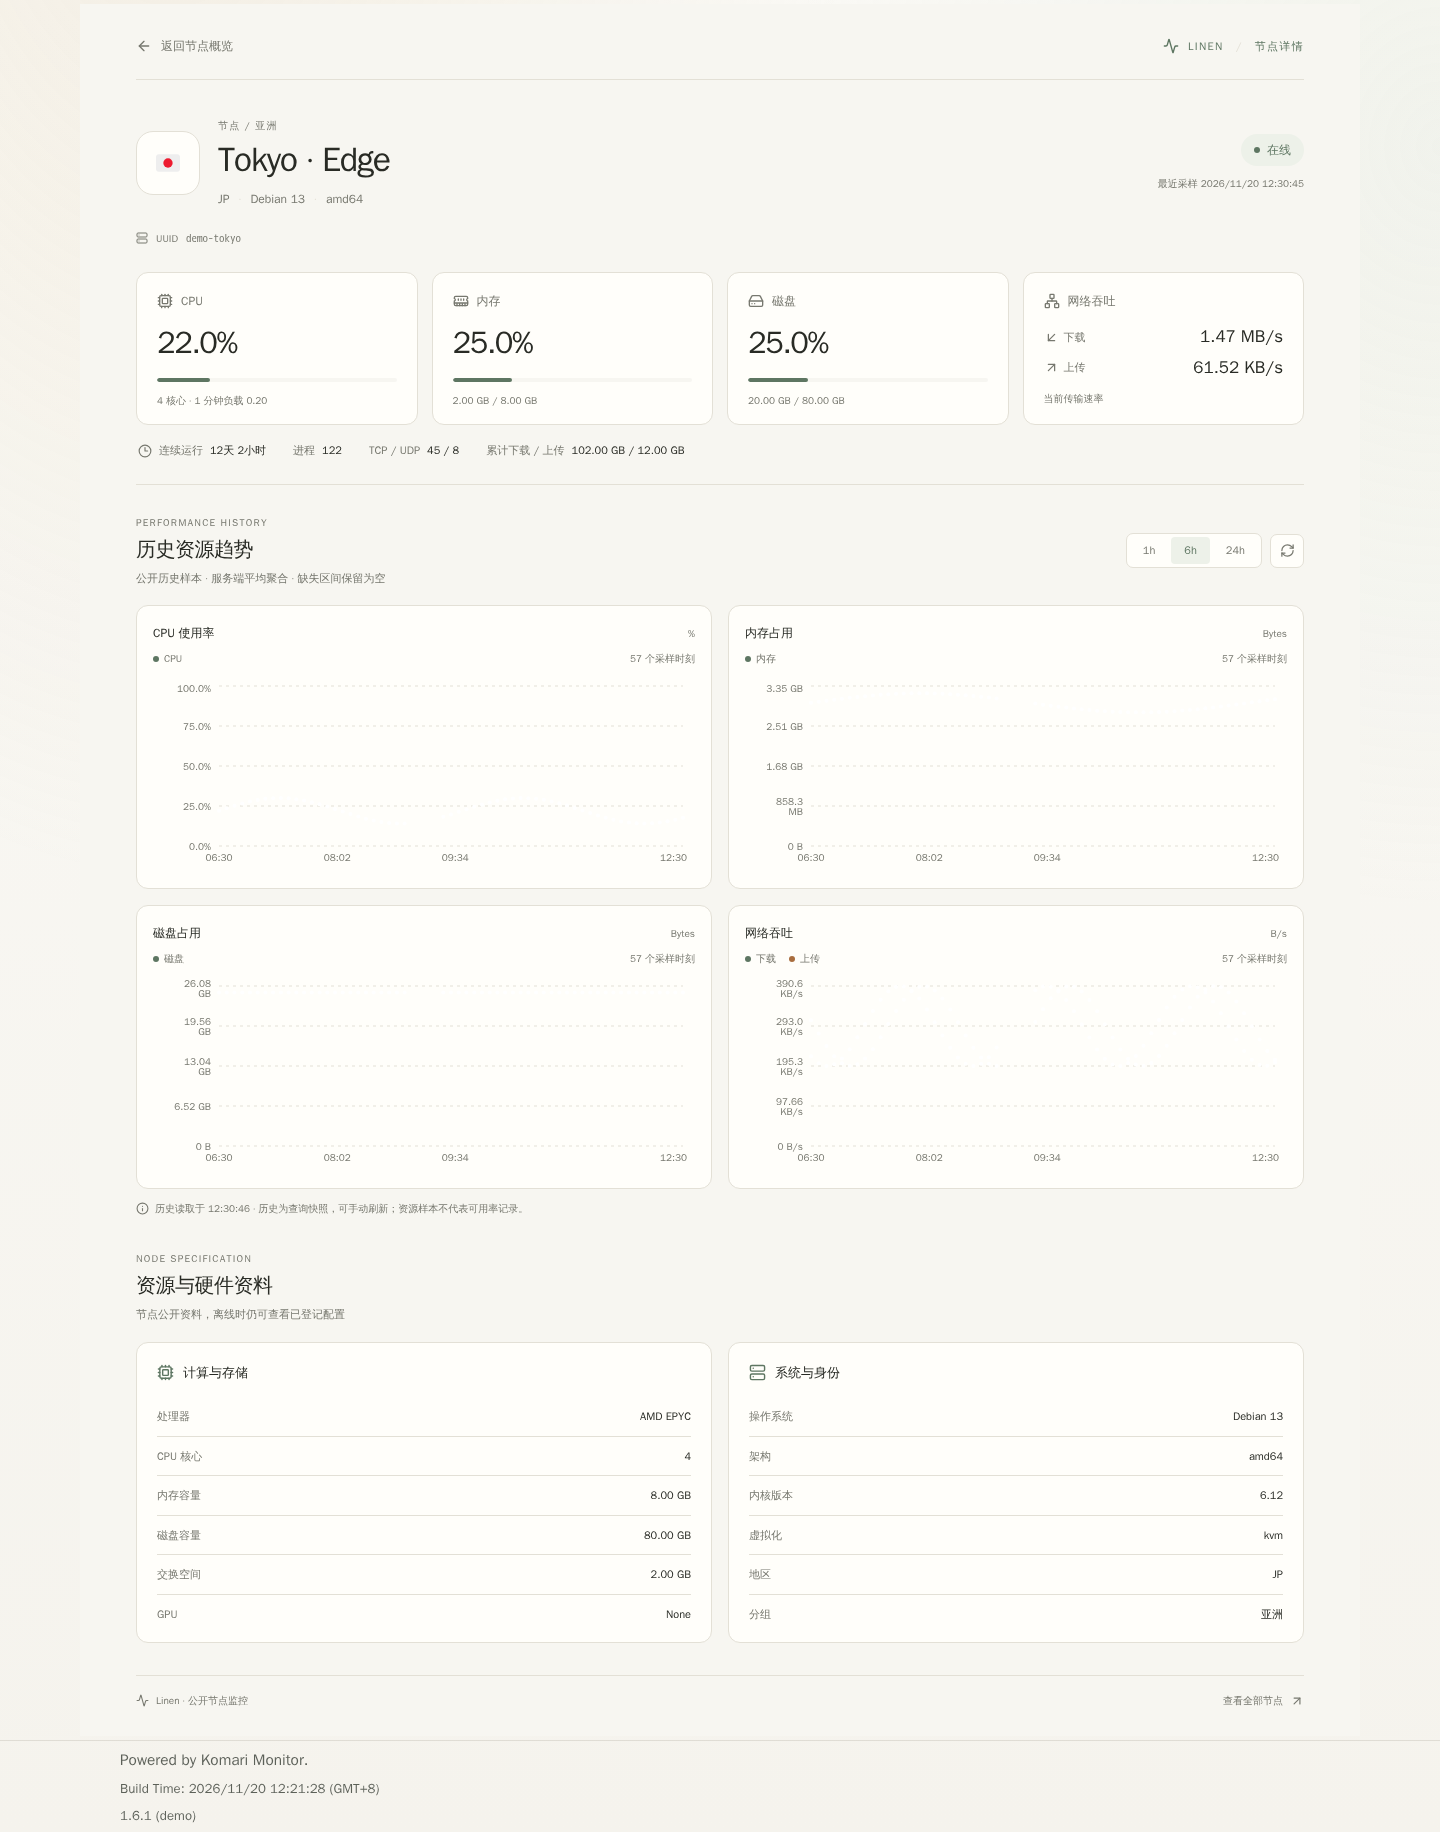 返回节点概览
LINEN / 节点详情
节点 / 亚洲
Tokyo · Edge
JP · Debian 13 · amd64
在线
最近采样 2026/11/20 12:30:45
UUID demo-tokyo
CPU
22.0%
4 核心 · 1 分钟负载 0.20
内存
25.0%
2.00 GB / 8.00 GB
磁盘
25.0%
20.00 GB / 80.00 GB
网络吞吐
下载 1.47 MB/s
上传 61.52 KB/s
当前传输速率
连续运行 12天 2小时 进程 122 TCP / UDP 45 / 8 累计下载 / 上传 102.00 GB / 12.00 GB
PERFORMANCE HISTORY
历史资源趋势
公开历史样本 · 服务端平均聚合 · 缺失区间保留为空
1h 6h 24h
CPU 使用率 %
CPU 57 个采样时刻
100.0%
75.0%
50.0%
25.0%
0.0%
06:30 08:02 09:34 12:30
内存占用 Bytes
内存 57 个采样时刻
3.35 GB
2.51 GB
1.68 GB
858.3
MB
0 B
06:30 08:02 09:34 12:30
磁盘占用 Bytes
磁盘 57 个采样时刻
26.08
GB
19.56
GB
13.04
GB
6.52 GB
0 B
06:30 08:02 09:34 12:30
网络吞吐 B/s
下载 上传 57 个采样时刻
390.6
KB/s
293.0
KB/s
195.3
KB/s
97.66
KB/s
0 B/s
06:30 08:02 09:34 12:30
历史读取于 12:30:46 · 历史为查询快照，可手动刷新；资源样本不代表可用率记录。
NODE SPECIFICATION
资源与硬件资料
节点公开资料，离线时仍可查看已登记配置
计算与存储
处理器 AMD EPYC
CPU 核心 4
内存容量 8.00 GB
磁盘容量 80.00 GB
交换空间 2.00 GB
GPU None
系统与身份
操作系统 Debian 13
架构 amd64
内核版本 6.12
虚拟化 kvm
地区 JP
分组 亚洲
Linen · 公开节点监控
查看全部节点
Powered by Komari Monitor.
Build Time: 2026/11/20 12:21:28 (GMT+8)
1.6.1 (demo)